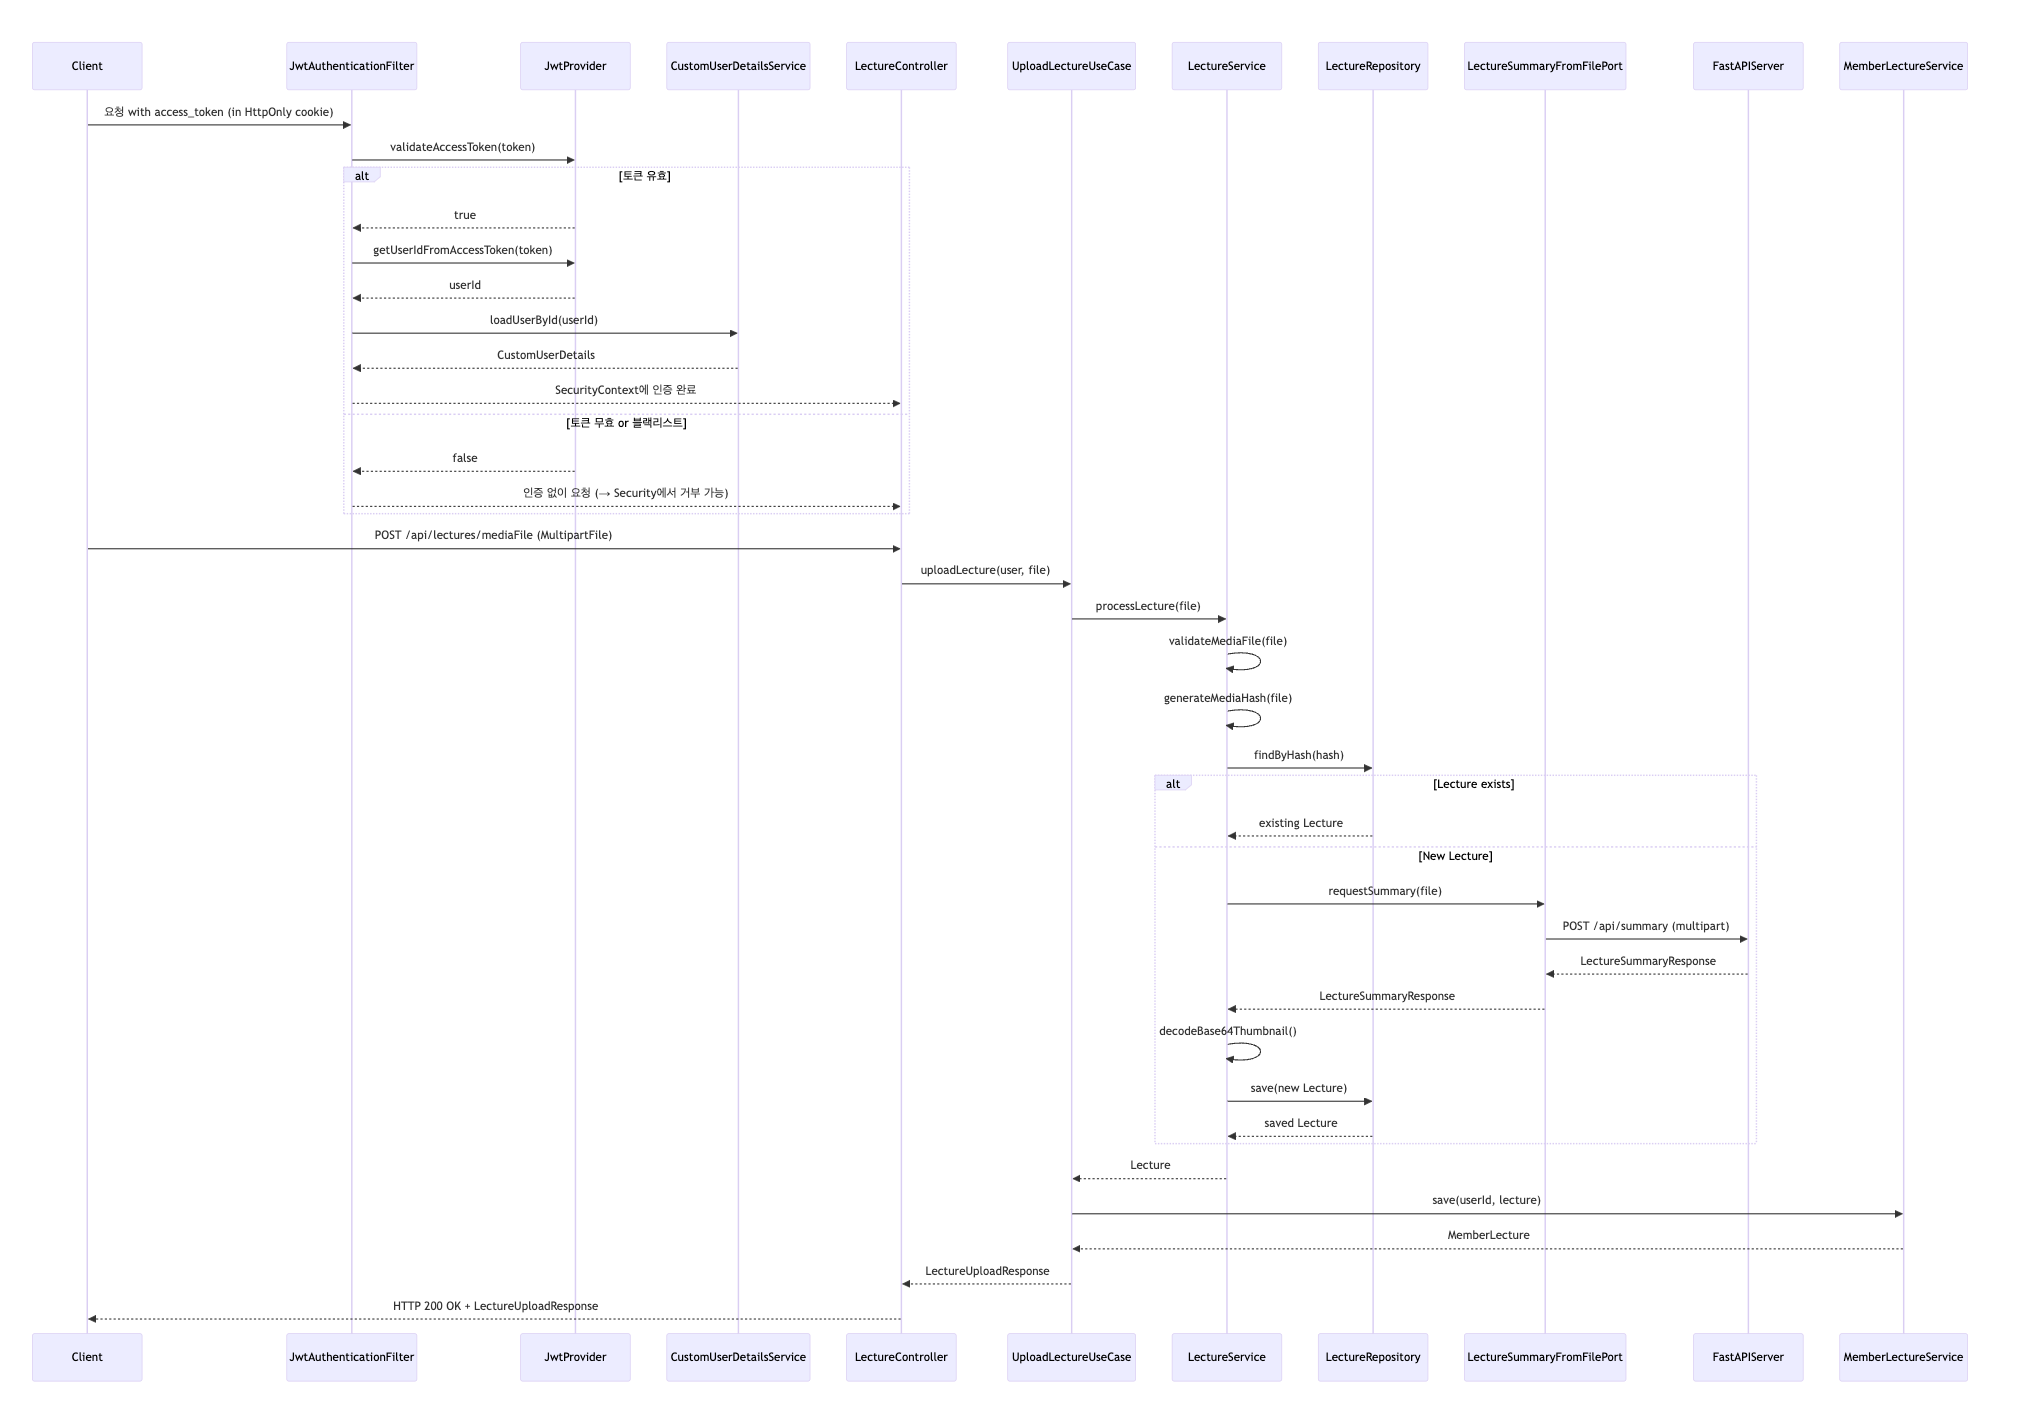 Client
JwtAuthenticationFilter
JwtProvider
CustomUserDetailsService
LectureController
UploadLectureUseCase
LectureService
LectureRepository
LectureSummaryFromFilePort
FastAPIServer
MemberLectureService
요청 with access_token (in HttpOnly cookie)
validateAccessToken(token)
alt
[토큰 유효]
true
getUserIdFromAccessToken(token)
userId
loadUserById(userId)
CustomUserDetails
SecurityContext에 인증 완료
[토큰 무효 or 블랙리스트]
false
인증 없이 요청 (→ Security에서 거부 가능)
POST /api/lectures/mediaFile (MultipartFile)
uploadLecture(user, file)
processLecture(file)
validateMediaFile(file)
generateMediaHash(file)
findByHash(hash)
alt
[Lecture exists]
existing Lecture
[New Lecture]
requestSummary(file)
POST /api/summary (multipart)
LectureSummaryResponse
LectureSummaryResponse
decodeBase64Thumbnail()
save(new Lecture)
saved Lecture
Lecture
save(userId, lecture)
MemberLecture
LectureUploadResponse
HTTP 200 OK + LectureUploadResponse
Client
JwtAuthenticationFilter
JwtProvider
CustomUserDetailsService
LectureController
UploadLectureUseCase
LectureService
LectureRepository
LectureSummaryFromFilePort
FastAPIServer
MemberLectureService